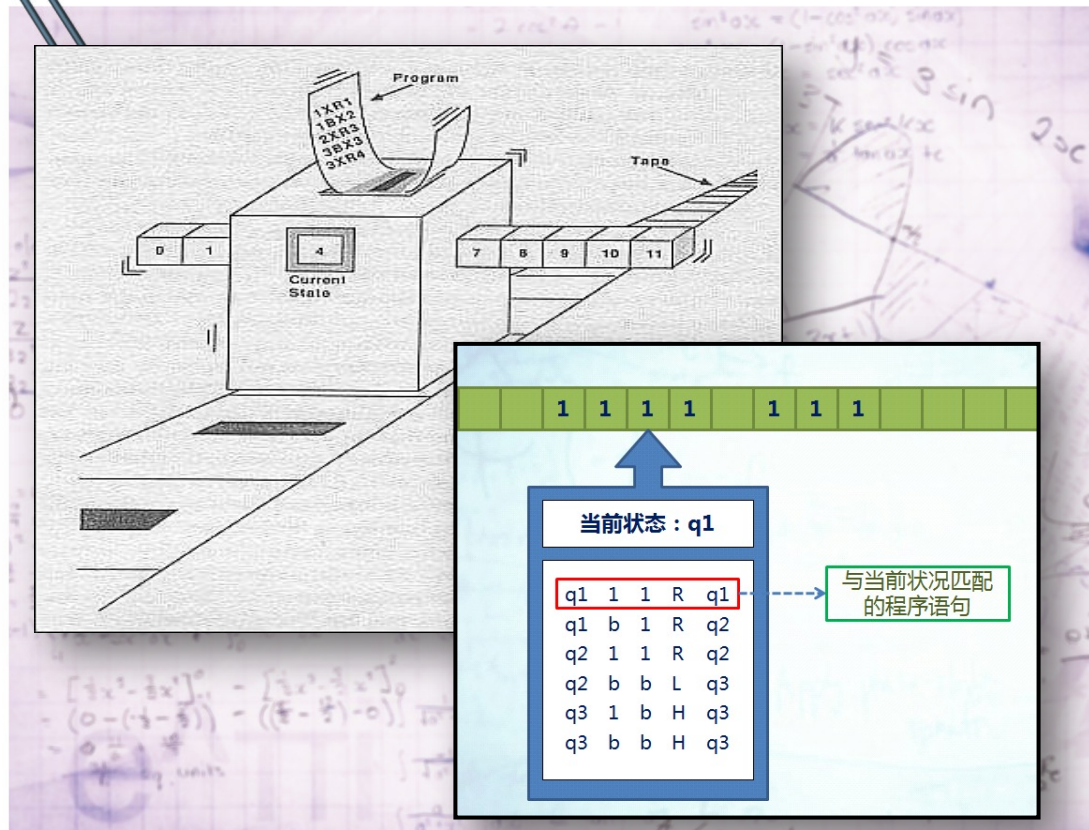 Program
1XR1
1BX2
2XR3
3BX3
3XR4
Tape
0 1 4 7 8 9 10 11
Current
State
1 1 1 1 1 1 1
当前状态：q1
q1 1 1 R q1
q1 b 1 R q2
q2 1 1 R q2
q2 b b L q3
q3 1 b H q3
q3 b b H q3
与当前状况匹配
的程序语句